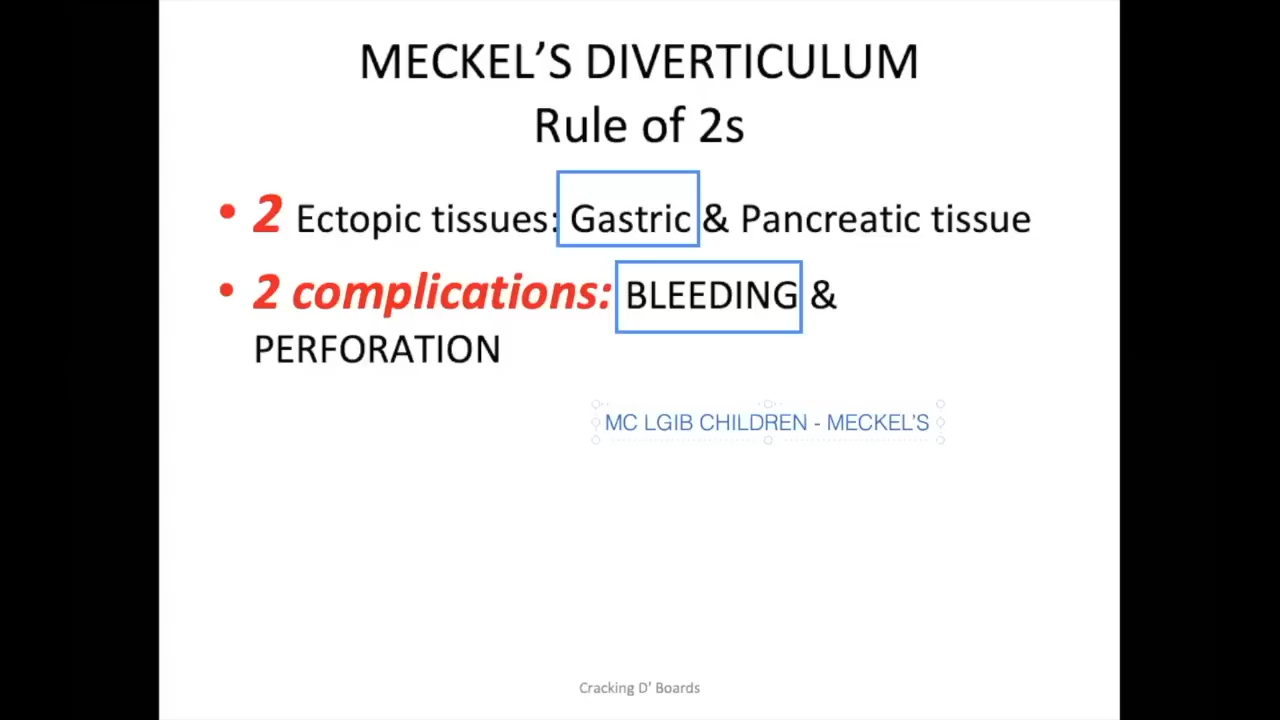 MECKEL’S DIVERTICULUM
Rule of 2s
• 2 Ectopic tissues: Gastric & Pancreatic tissue
• 2 complications: BLEEDING &
PERFORATION
MC LGIB CHILDREN - MECKEL’S
Cracking D’ Boards